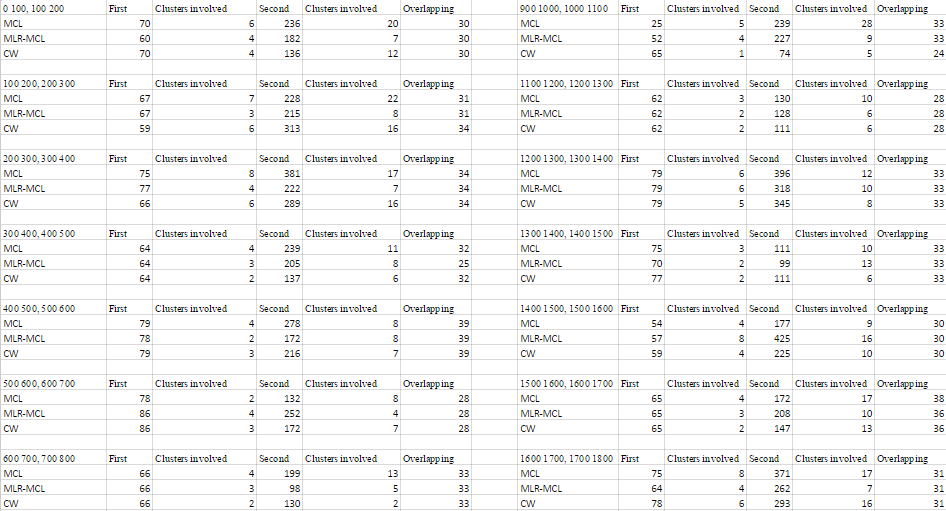 0 100, 100 200 First Clusters involved Second Clusters involved Overlapping
MCL 70 6 236 20 30
MLR-MCL 60 4 182 7 30
CW 70 4 136 12 30
100 200, 200 300 First Clusters involved Second Clusters involved Overlapping
MCL 67 7 228 22 31
MLR-MCL 67 3 215 8 31
CW 59 6 313 16 34
200 300, 300 400 First Clusters involved Second Clusters involved Overlapping
MCL 75 8 381 17 34
MLR-MCL 77 4 222 7 34
CW 66 6 289 16 34
300 400, 400 500 First Clusters involved Second Clusters involved Overlapping
MCL 64 4 239 11 32
MLR-MCL 64 3 205 8 25
CW 64 2 137 6 32
400 500, 500 600 First Clusters involved Second Clusters involved Overlapping
MCL 79 4 278 8 39
MLR-MCL 78 2 172 8 39
CW 79 3 216 7 39
500 600, 600 700 First Clusters involved Second Clusters involved Overlapping
MCL 78 2 132 8 28
MLR-MCL 86 4 252 4 28
CW 86 3 172 7 28
600 700, 700 800 First Clusters involved Second Clusters involved Overlapping
MCL 66 4 199 13 33
MLR-MCL 66 3 98 5 33
CW 66 2 130 2 33
900 1000, 1000 1100 First Clusters involved Second Clusters involved Overlapping
MCL 25 5 239 28 33
MLR-MCL 52 4 227 9 33
CW 65 1 74 5 24
1100 1200, 1200 1300 First Clusters involved Second Clusters involved Overlapping
MCL 62 3 130 10 28
MLR-MCL 62 2 128 6 28
CW 62 2 111 6 28
1200 1300, 1300 1400 First Clusters involved Second Clusters involved Overlapping
MCL 79 6 396 12 33
MLR-MCL 79 6 318 10 33
CW 79 5 345 8 33
1300 1400, 1400 1500 First Clusters involved Second Clusters involved Overlapping
MCL 75 3 111 10 33
MLR-MCL 70 2 99 13 33
CW 77 2 111 6 33
1400 1500, 1500 1600 First Clusters involved Second Clusters involved Overlapping
MCL 54 4 177 9 30
MLR-MCL 57 8 425 16 30
CW 59 4 225 10 30
1500 1600, 1600 1700 First Clusters involved Second Clusters involved Overlapping
MCL 65 4 172 17 38
MLR-MCL 65 3 208 10 36
CW 65 2 147 13 36
1600 1700, 1700 1800 First Clusters involved Second Clusters involved Overlapping
MCL 75 8 371 17 31
MLR-MCL 64 4 262 7 31
CW 78 6 293 16 31